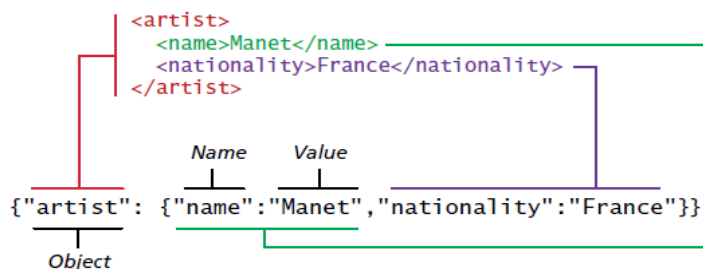 <artist>
<name>Manet</name>
<nationality>France</nationality>
</artist>
Name Value
{"artist": {"name":"Manet","nationality":"France"}}
Object